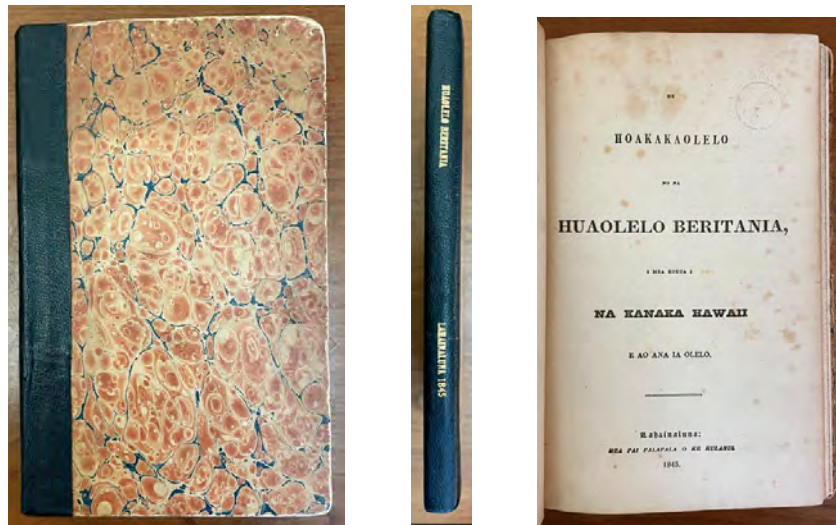 HUAOLELO BERITANIA
LAHAINALUNA 1845
HE
HOAKAKAOLELO
NO NA
HUAOLELO BERITANIA,
I MEA KOKUA I
NA KANAKA HAWAII
E AO ANA IA OLELO.
Lahainaluna:
MEA PAI PALAPALA O KE KULANUI.
1845.